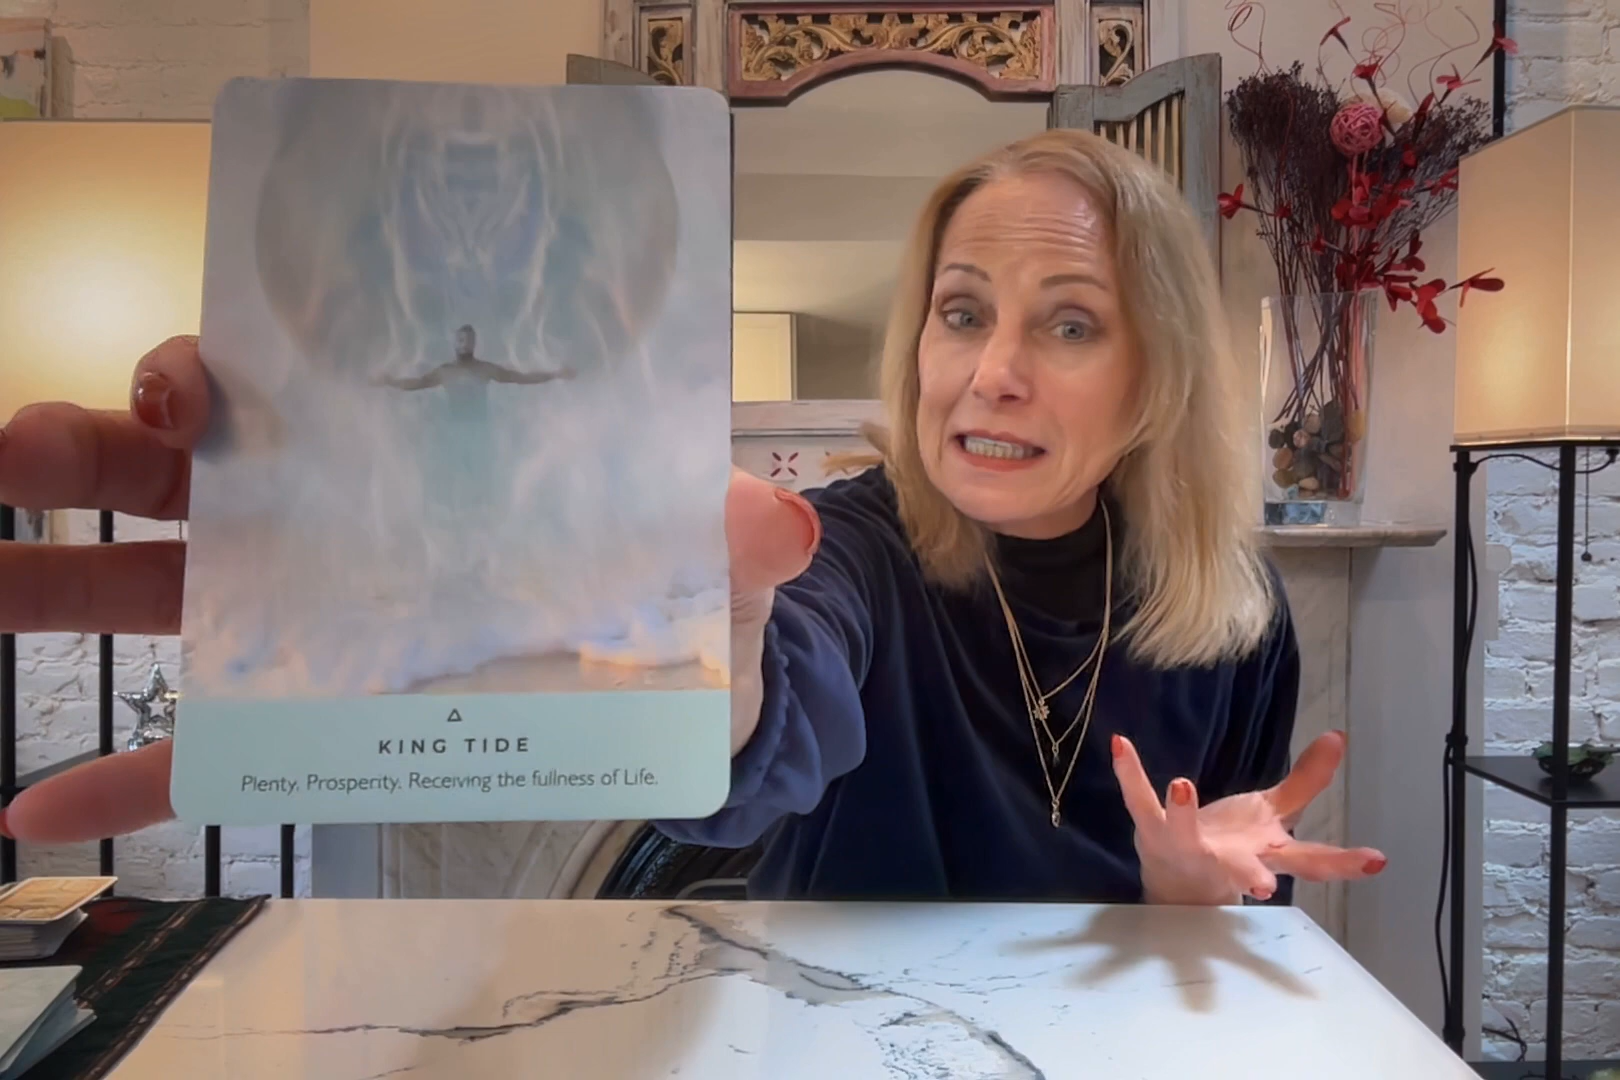 KING TIDE
Plenty. Prosperity. Receiving the fullness of Life.